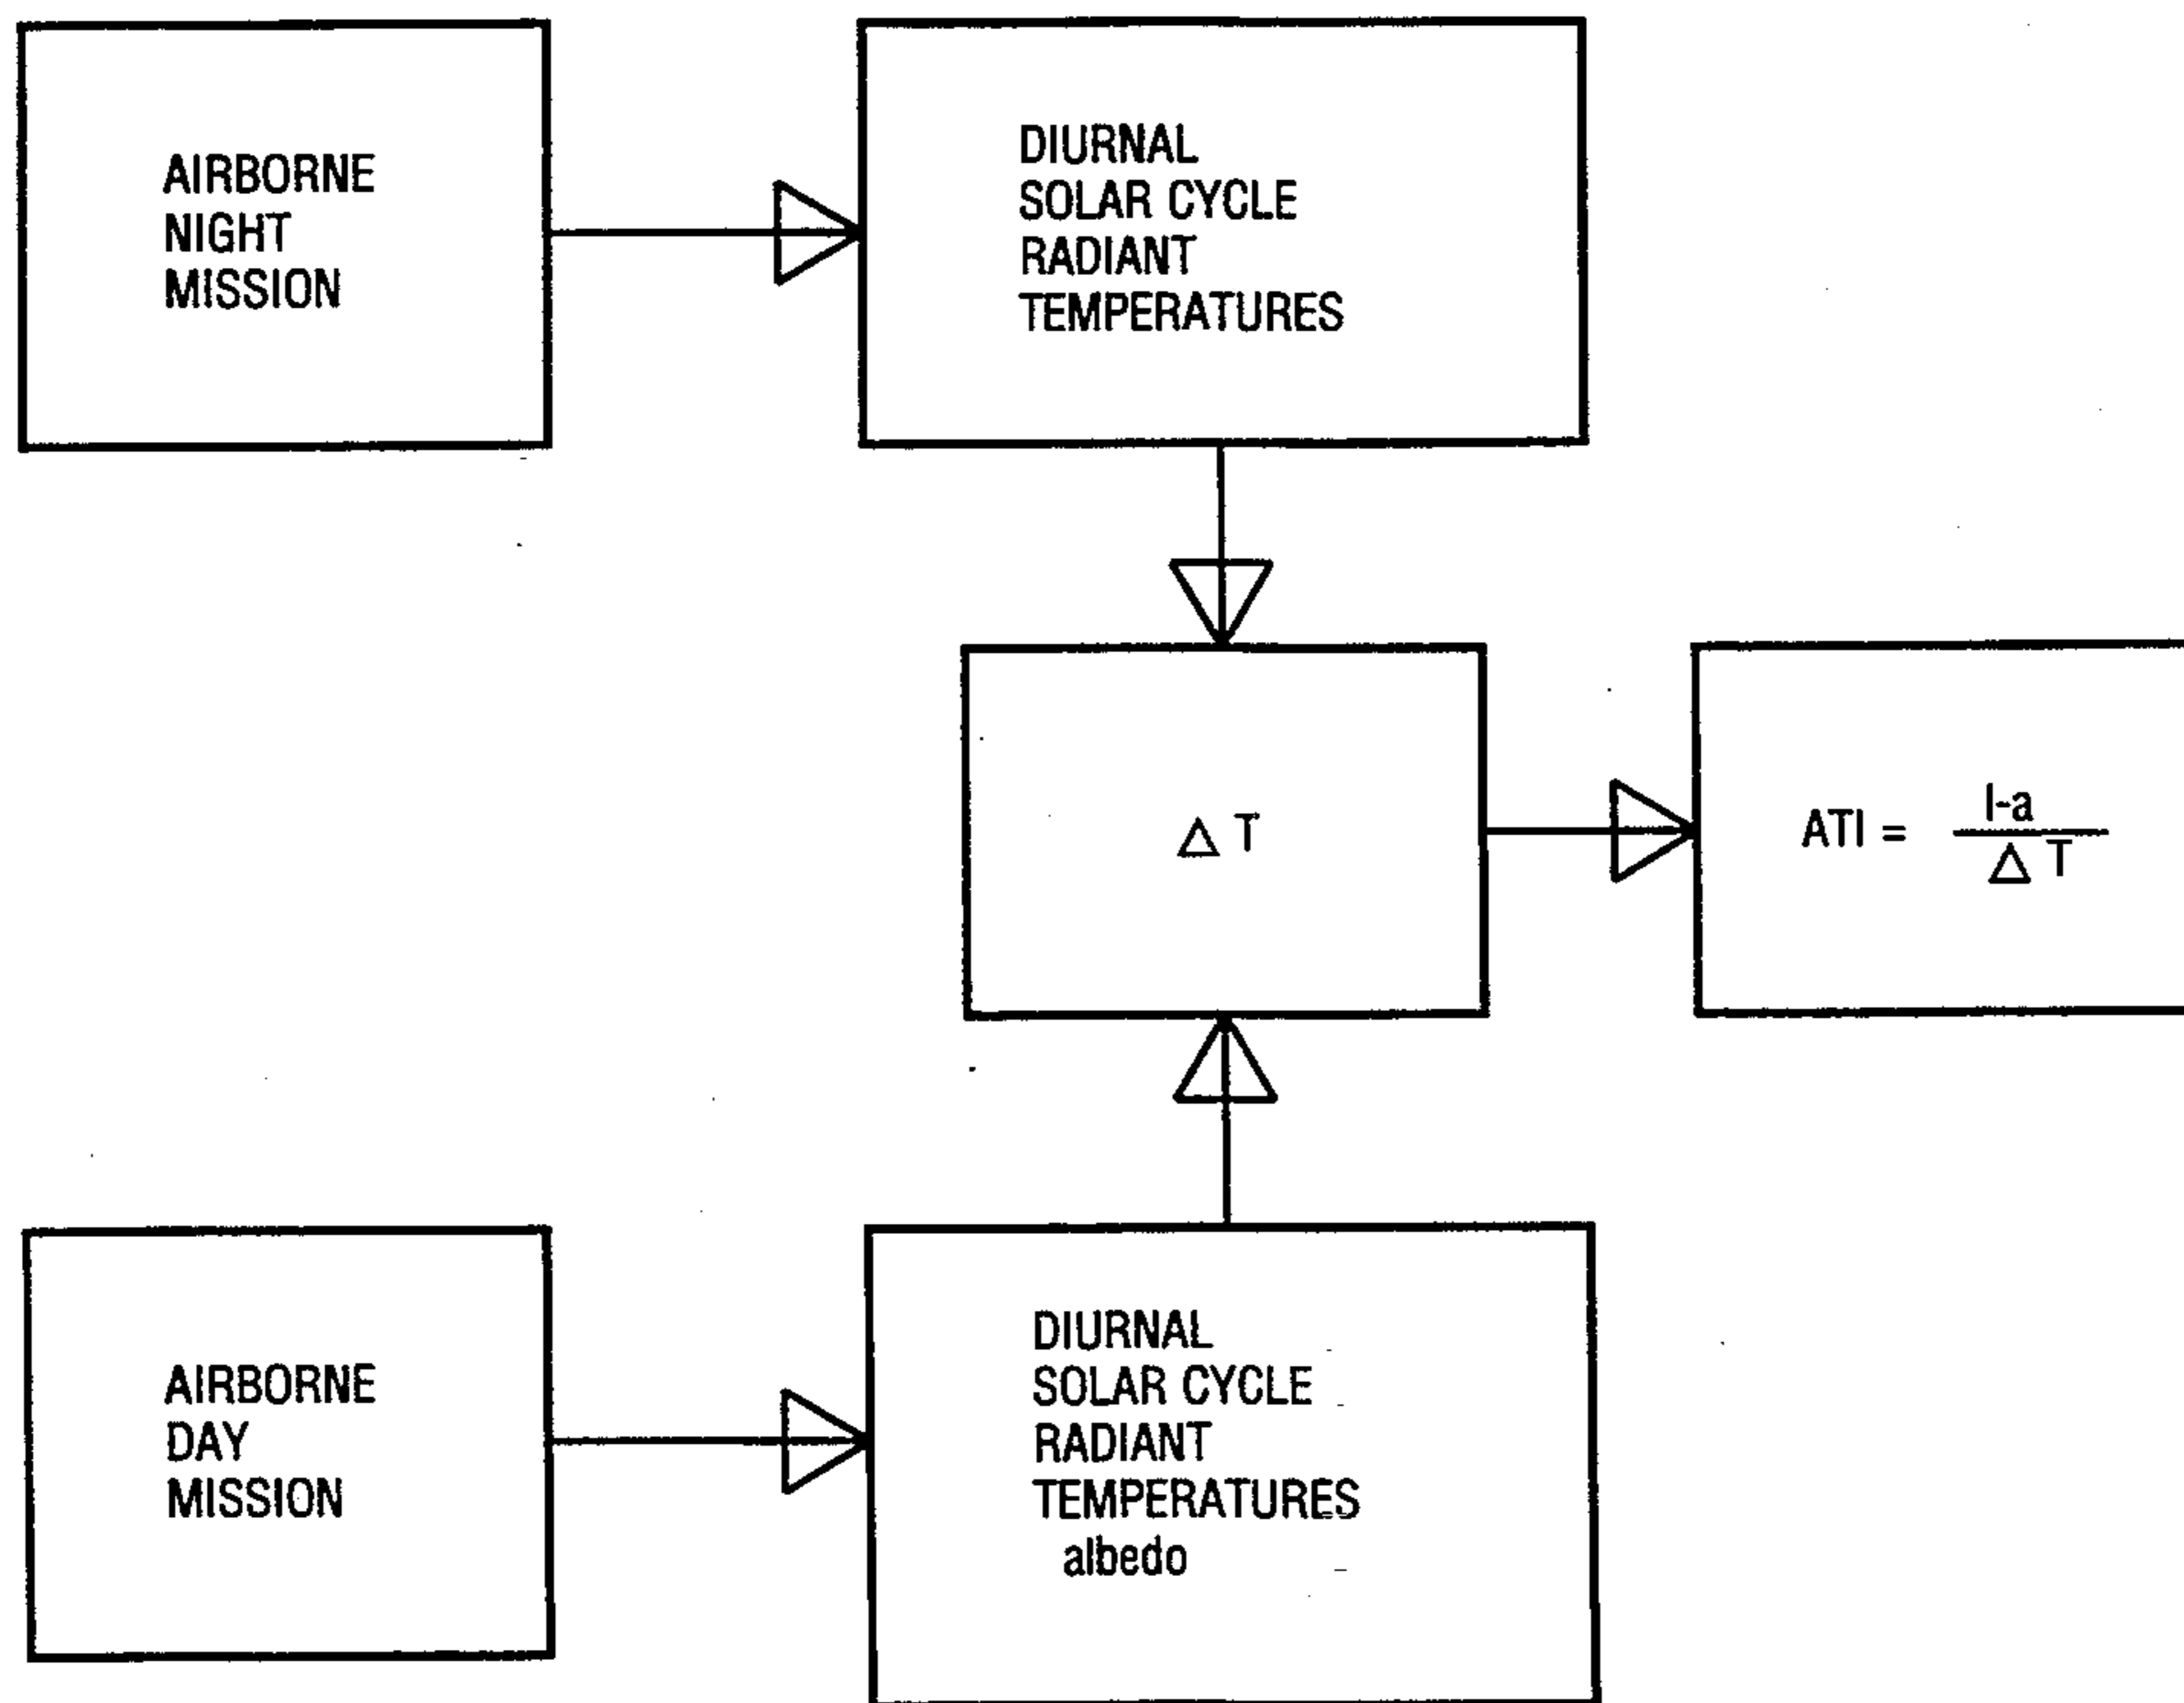 AIRBORNE
NIGHT
MISSION
DIURNAL
SOLAR CYCLE
RADIANT
TEMPERATURES
△ T
ATI = I-a
△ T
AIRBORNE
DAY
MISSION
DIURNAL
SOLAR CYCLE
RADIANT
TEMPERATURES
albedo